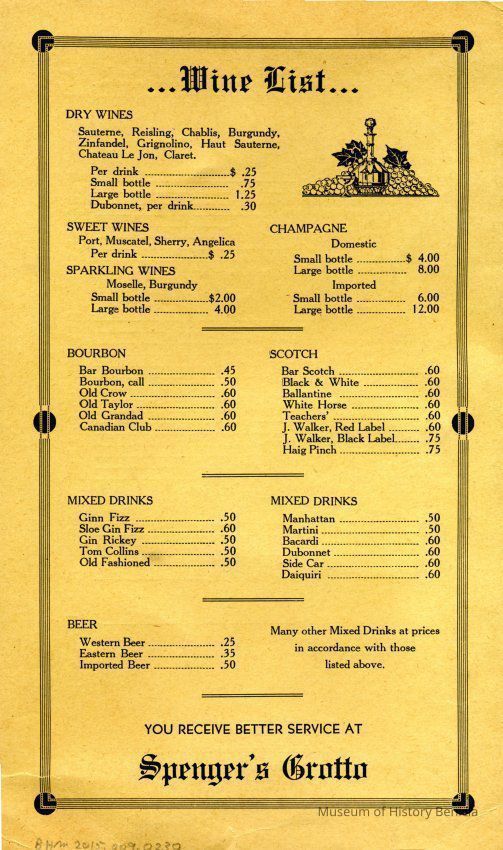 ...Wine List...
DRY WINES
Sauterne, Reisling, Chablis, Burgundy,
Zinfandel, Grignolino, Haut Sauterne,
Chateau Le Jon, Claret.
Per drink $ .25
Small bottle .75
Large bottle 1.25
Dubonnet, per drink .30
SWEET WINES
Port, Muscatel, Sherry, Angelica
Per drink $ .25
SPARKLING WINES
Moselle, Burgundy
Small bottle $2.00
Large bottle 4.00
CHAMPAGNE
Domestic
Small bottle $ 4.00
Large bottle 8.00
Imported
Small bottle 6.00
Large bottle 12.00
BOURBON
Bar Bourbon .45
Bourbon, call .50
Old Crow .60
Old Taylor .60
Old Grandad .60
Canadian Club .60
SCOTCH
Bar Scotch .60
Black & White .60
Ballantine .60
White Horse .60
Teachers' .60
J. Walker, Red Label .60
J. Walker, Black Label .75
Haig Pinch .75
MIXED DRINKS
Ginn Fizz .50
Sloe Gin Fizz .60
Gin Rickey .50
Tom Collins .50
Old Fashioned .50
MIXED DRINKS
Manhattan .50
Martini .50
Bacardi .60
Dubonnet .60
Side Car .60
Daiquiri .60
BEER
Western Beer .25
Eastern Beer .35
Imported Beer .50
Many other Mixed Drinks at prices
in accordance with those
listed above.
YOU RECEIVE BETTER SERVICE AT
Spenger's Grotto
Museum of History Benicia
BHM 2015.009.0230